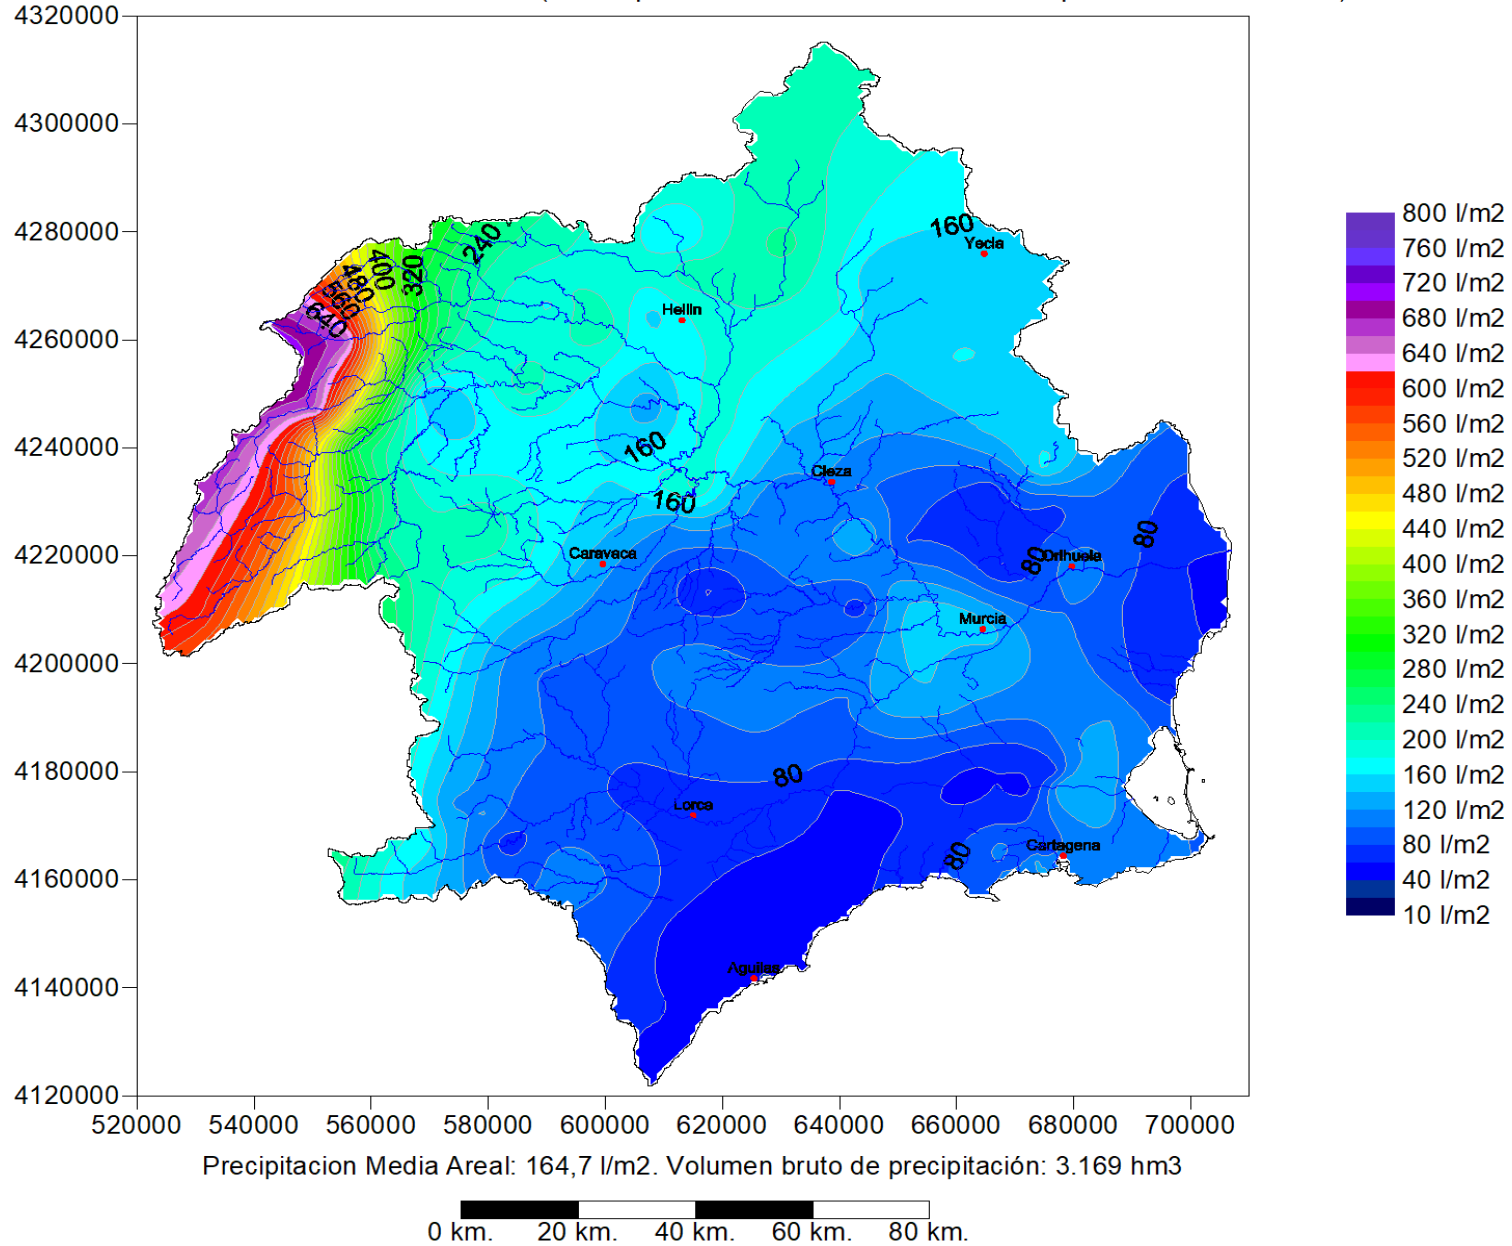 4320000
4300000
4280000
4260000
4240000
4220000
4200000
4180000
4160000
4140000
4120000
520000 540000 560000 580000 600000 620000 640000 660000 680000 700000
160
Yecla
240
400
320
480
560
640
Hellin
160
Cieza
160
80
Caravaca
80
Orihuela
Murcia
80
Lorca
80
Cartagena
Aguilas
800 l/m2
760 l/m2
720 l/m2
680 l/m2
640 l/m2
600 l/m2
560 l/m2
520 l/m2
480 l/m2
440 l/m2
400 l/m2
360 l/m2
320 l/m2
280 l/m2
240 l/m2
200 l/m2
160 l/m2
120 l/m2
80 l/m2
40 l/m2
10 l/m2
Precipitacion Media Areal: 164,7 l/m2. Volumen bruto de precipitación: 3.169 hm3
0 km. 20 km. 40 km. 60 km. 80 km.